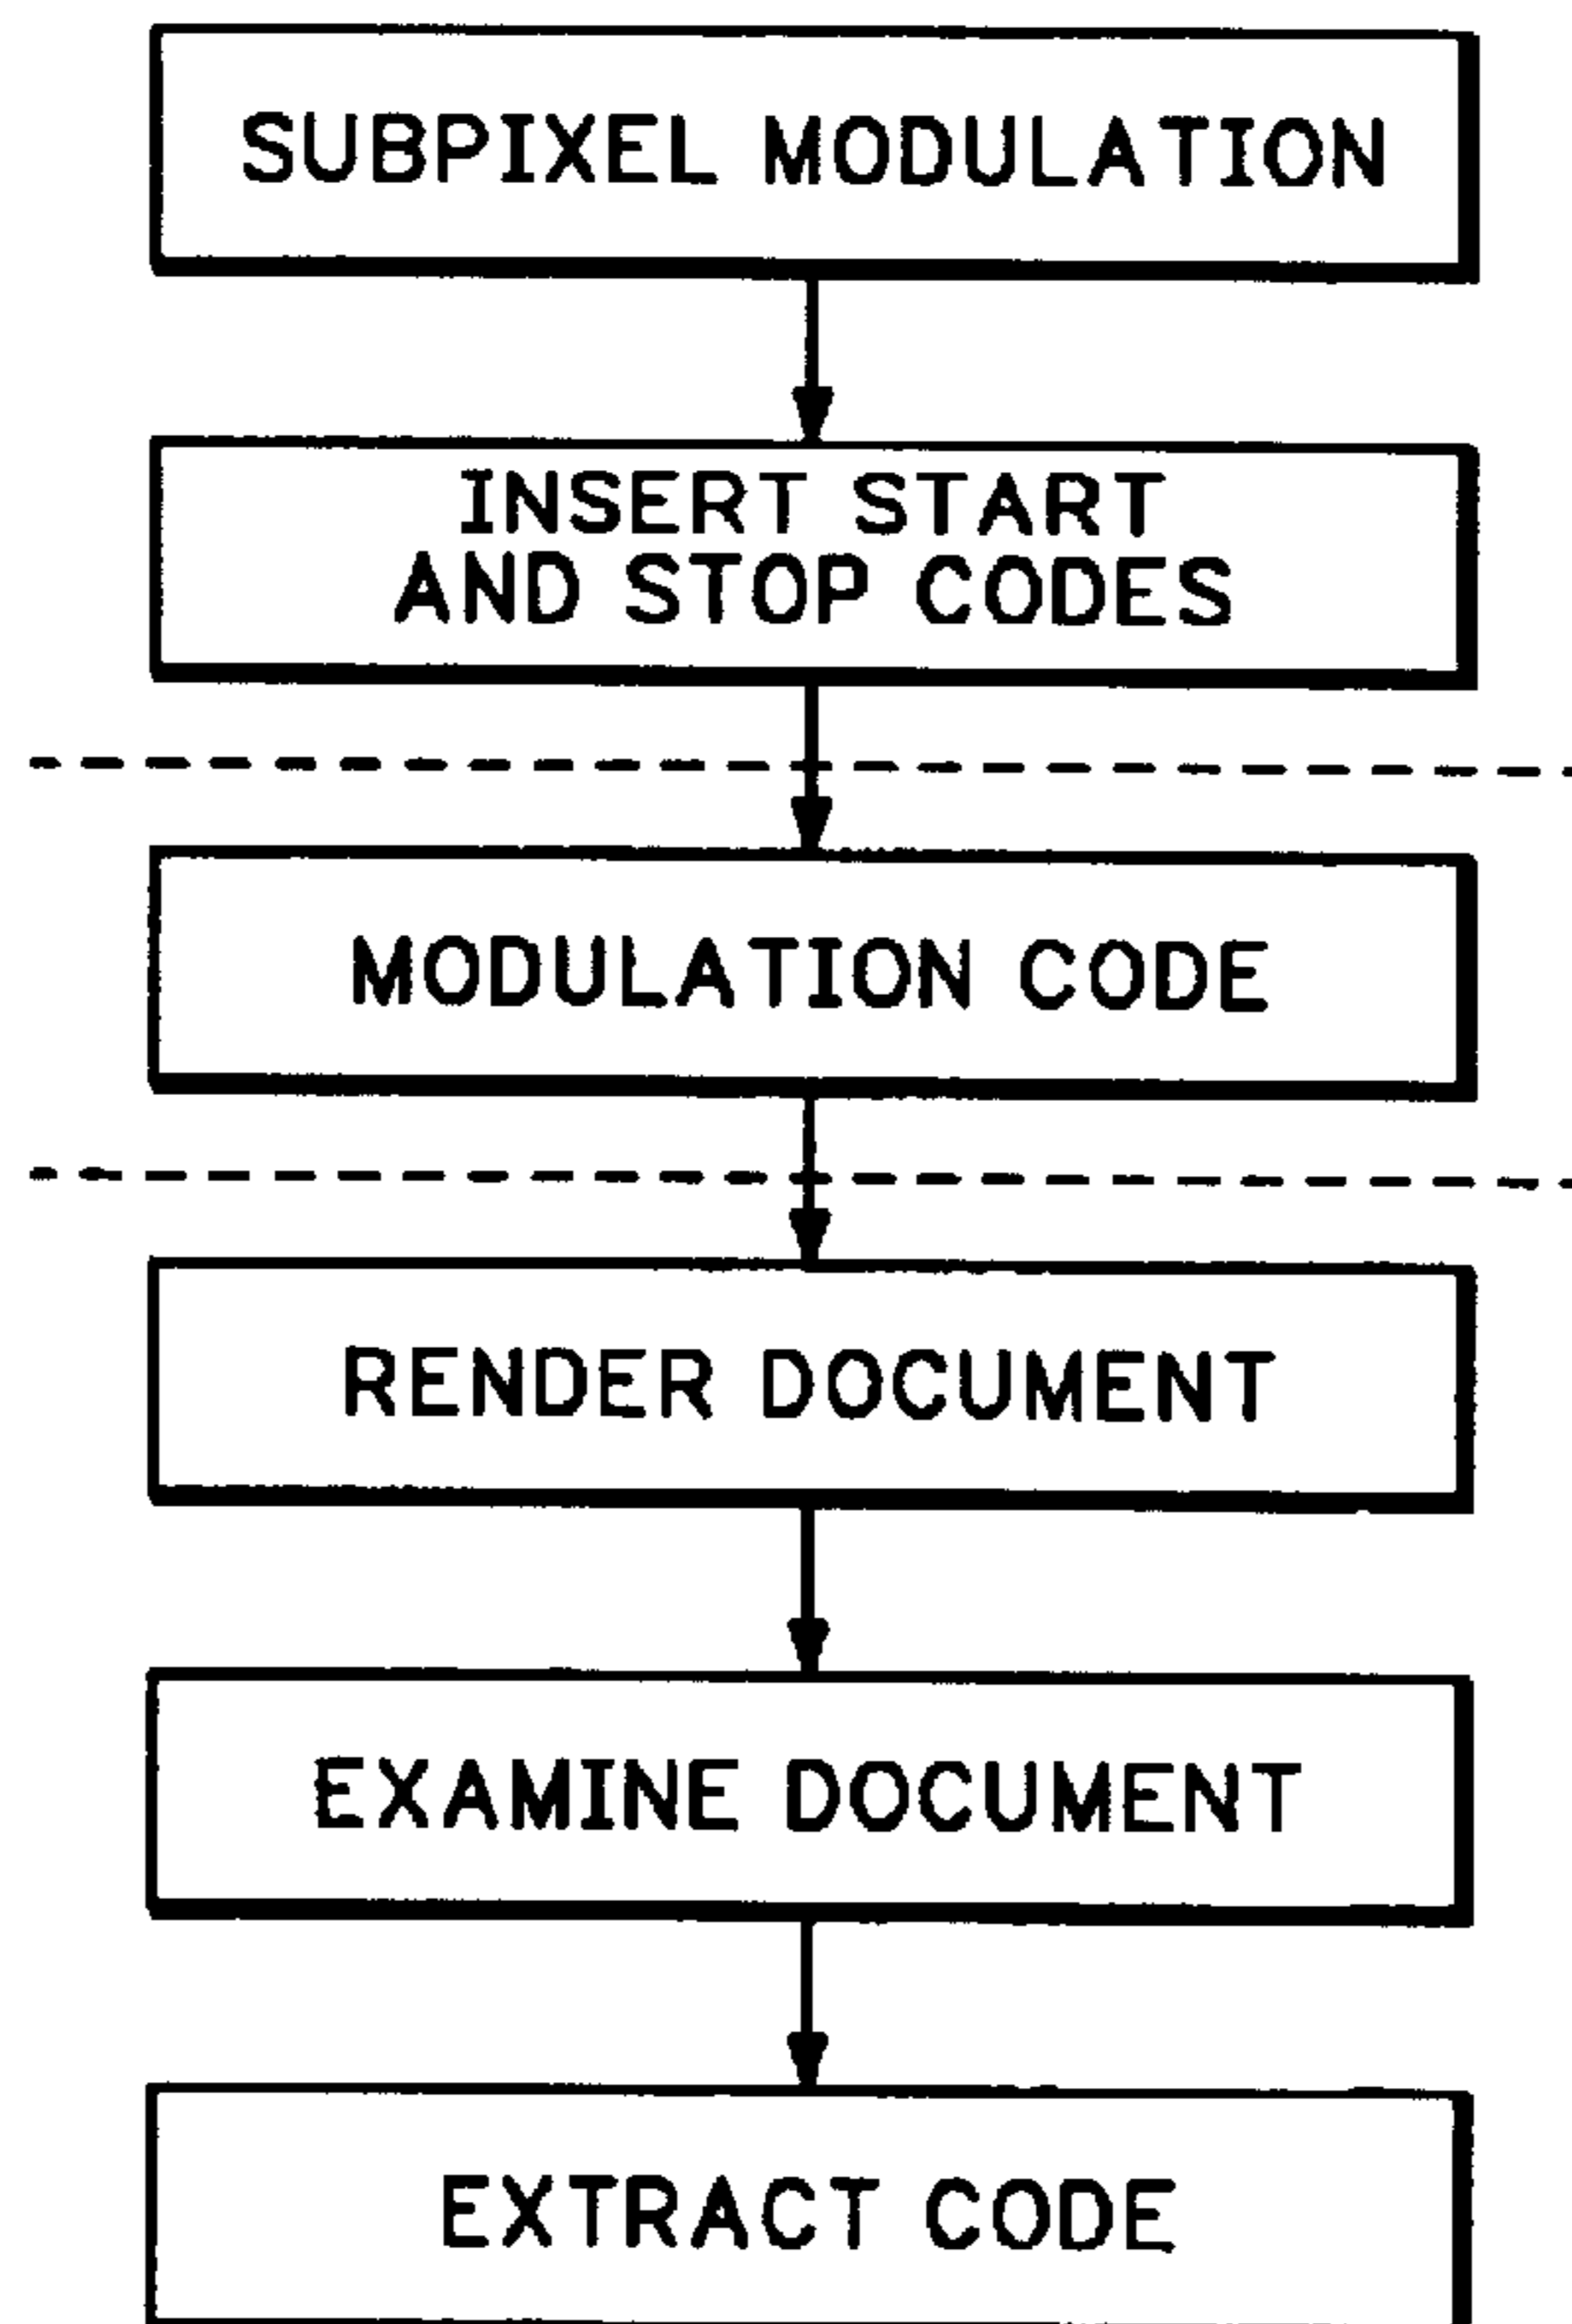 SUBPIXEL MODULATION
INSERT START
AND STOP CODES
MODULATION CODE
RENDER DOCUMENT
EXAMINE DOCUMENT
EXTRACT CODE